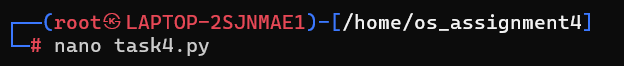 ┌──(root㉿LAPTOP-2SJNMAE1)-[/home/os_assignment4]
└─# nano task4.py